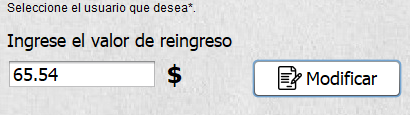 Seleccione el usuario que desea*.
Ingrese el valor de reingreso
65.54 $ Modificar